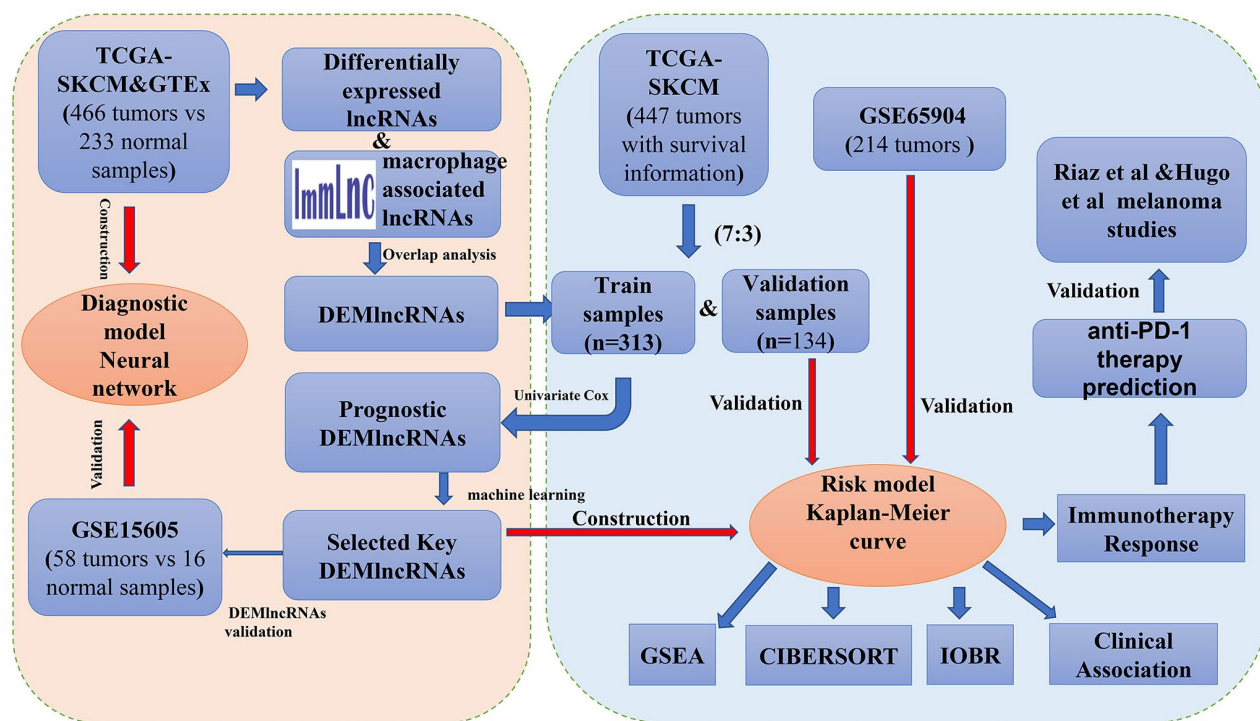 TCGA-
SKCM&GTEx
(466 tumors vs
233 normal
samples)
Differentially
expressed
lncRNAs
&
ImmLnc
macrophage
associated
lncRNAs
Construction
Overlap analysis
Diagnostic
model
Neural
network
DEMlncRNAs
Univariate Cox
Prognostic
DEMlncRNAs
Validation
machine learning
GSE15605
(58 tumors vs 16
normal samples)
Selected Key
DEMlncRNAs
DEMlncRNAs
validation
TCGA-
SKCM
(447 tumors
with survival
information)
GSE65904
(214 tumors )
Riaz et al &Hugo
et al  melanoma
studies
(7:3)
Train
samples
(n=313)
&
Validation
samples
(n=134)
Validation
anti-PD-1
therapy
prediction
Validation
Validation
Construction
Risk model
Kaplan-Meier
curve
Immunotherapy
Response
GSEA
CIBERSORT
IOBR
Clinical
Association